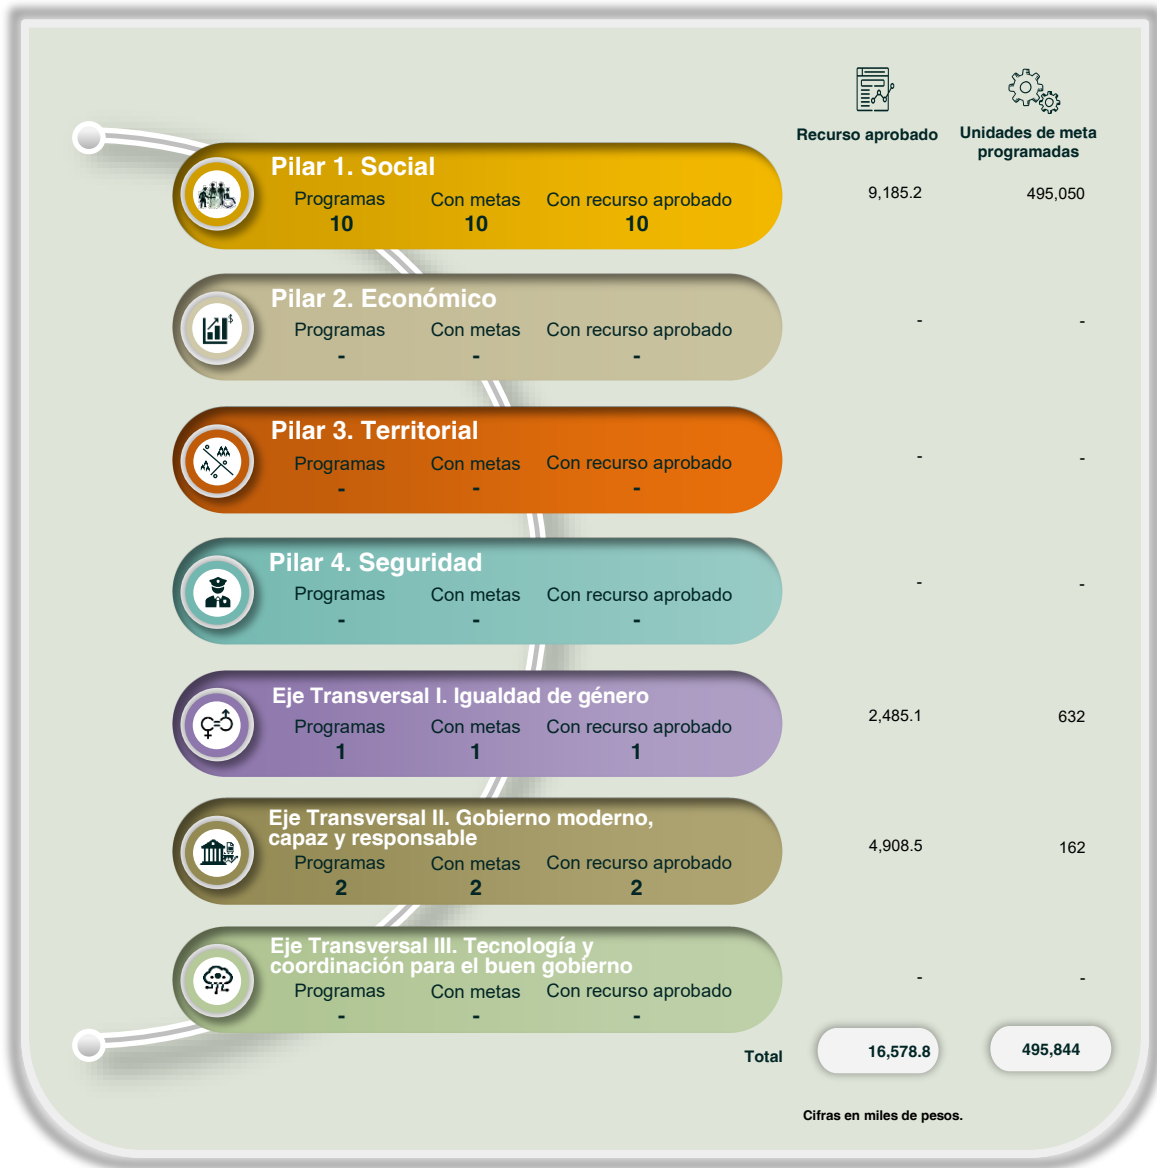 Recurso aprobado
Unidades de meta
programadas
Pilar 1. Social
Programas Con metas Con recurso aprobado
10 10 10
9,185.2 495,050
Pilar 2. Económico
Programas Con metas Con recurso aprobado
- - -
- -
Pilar 3. Territorial
Programas Con metas Con recurso aprobado
- - -
- -
Pilar 4. Seguridad
Programas Con metas Con recurso aprobado
- - -
- -
Eje Transversal I. Igualdad de género
Programas Con metas Con recurso aprobado
1 1 1
2,485.1 632
Eje Transversal II. Gobierno moderno,
capaz y responsable
Programas Con metas Con recurso aprobado
2 2 2
4,908.5 162
Eje Transversal III. Tecnología y
coordinación para el buen gobierno
Programas Con metas Con recurso aprobado
- - -
- -
Total 16,578.8 495,844
Cifras en miles de pesos.